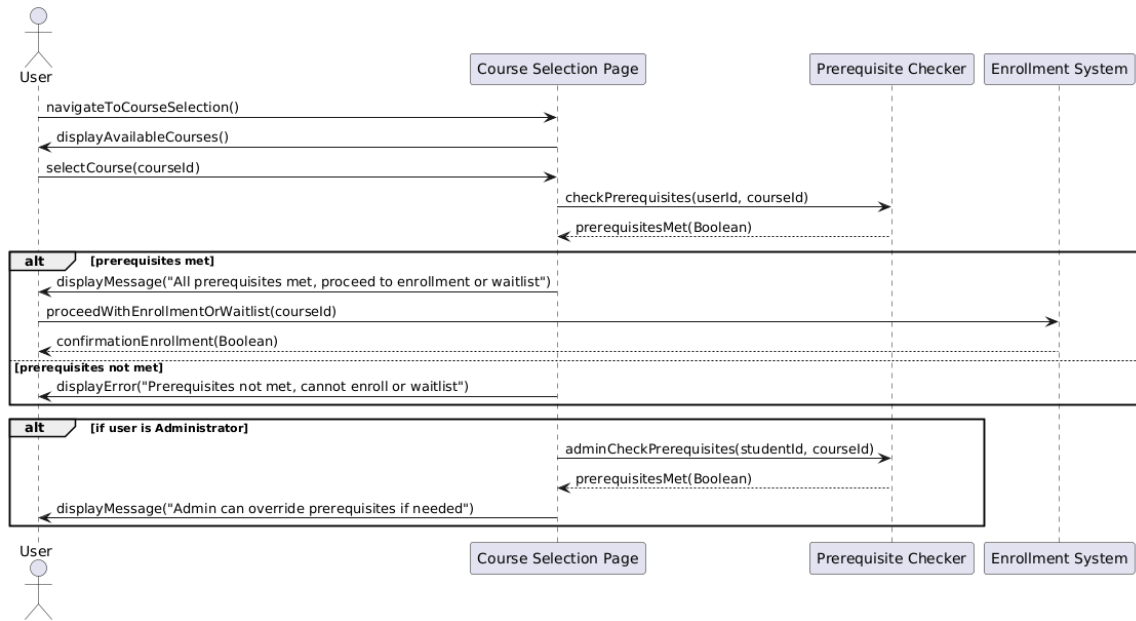 User
Course Selection Page
Prerequisite Checker
Enrollment System
navigateToCourseSelection()
displayAvailableCourses()
selectCourse(courseId)
checkPrerequisites(userId, courseId)
prerequisitesMet(Boolean)
alt [prerequisites met]
displayMessage("All prerequisites met, proceed to enrollment or waitlist")
proceedWithEnrollmentOrWaitlist(courseId)
confirmationEnrollment(Boolean)
[prerequisites not met]
displayError("Prerequisites not met, cannot enroll or waitlist")
alt [if user is Administrator]
adminCheckPrerequisites(studentId, courseId)
prerequisitesMet(Boolean)
displayMessage("Admin can override prerequisites if needed")
User
Course Selection Page
Prerequisite Checker
Enrollment System